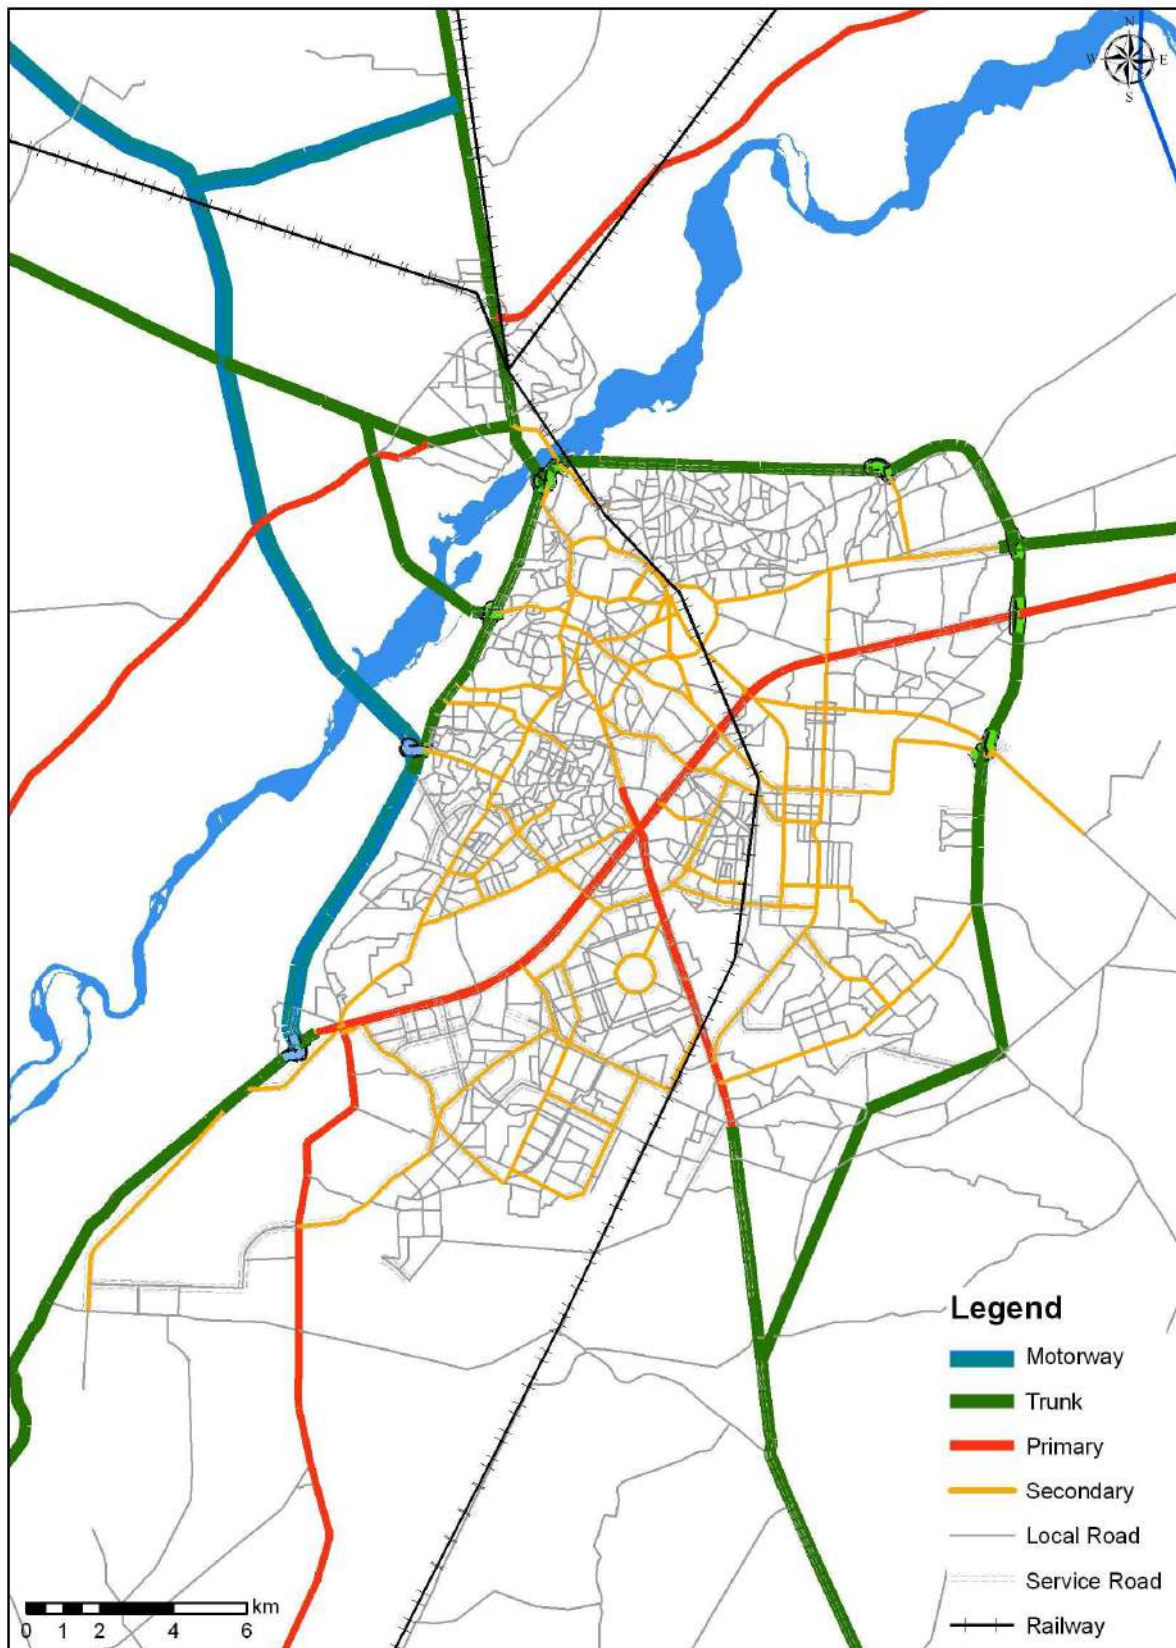 N
W E
S
Legend
Motorway
Trunk
Primary
Secondary
Local Road
Service Road
Railway
km
0 1 2 4 6